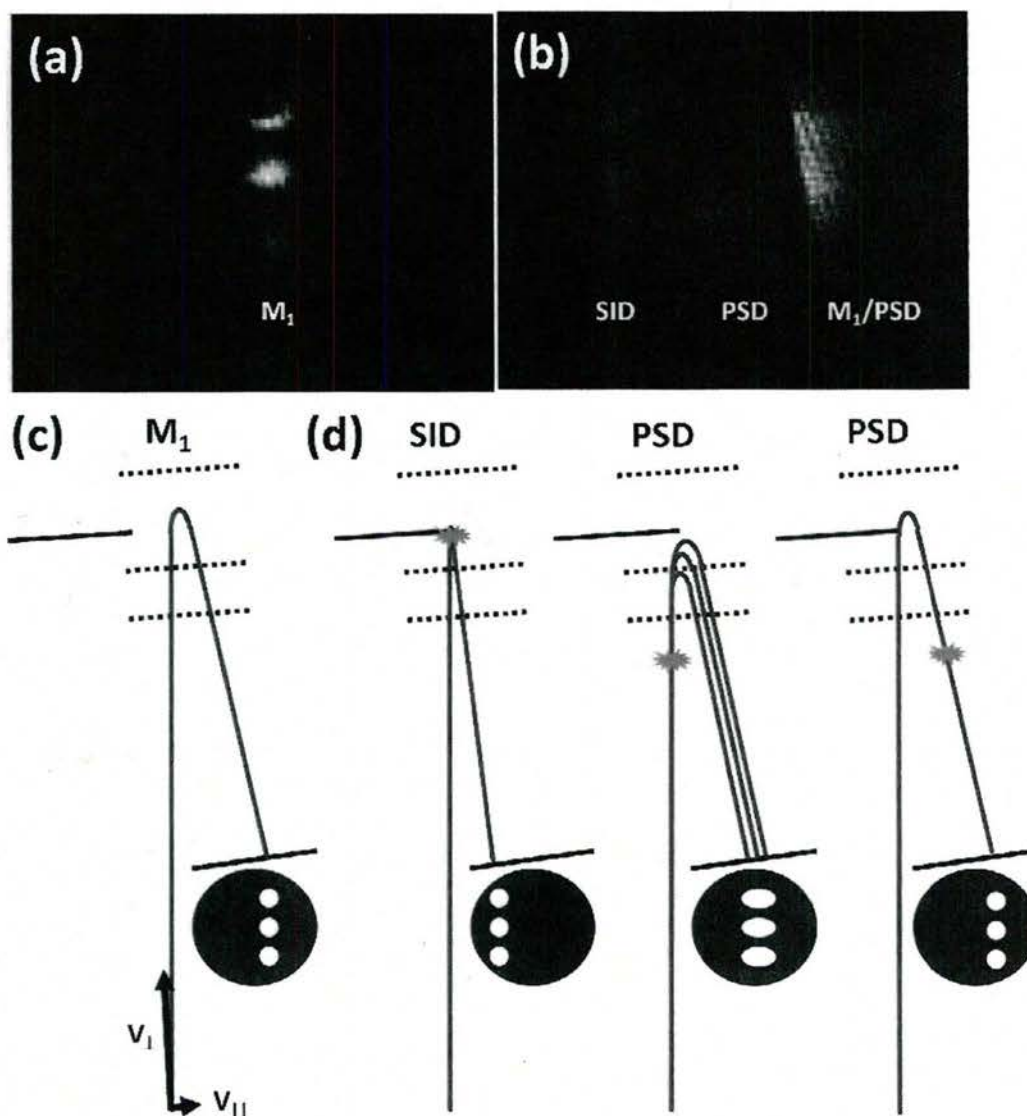 (a)
M₁
(b)
SID PSD M₁/PSD
(c) M₁ (d) SID PSD PSD
V⊥
V||